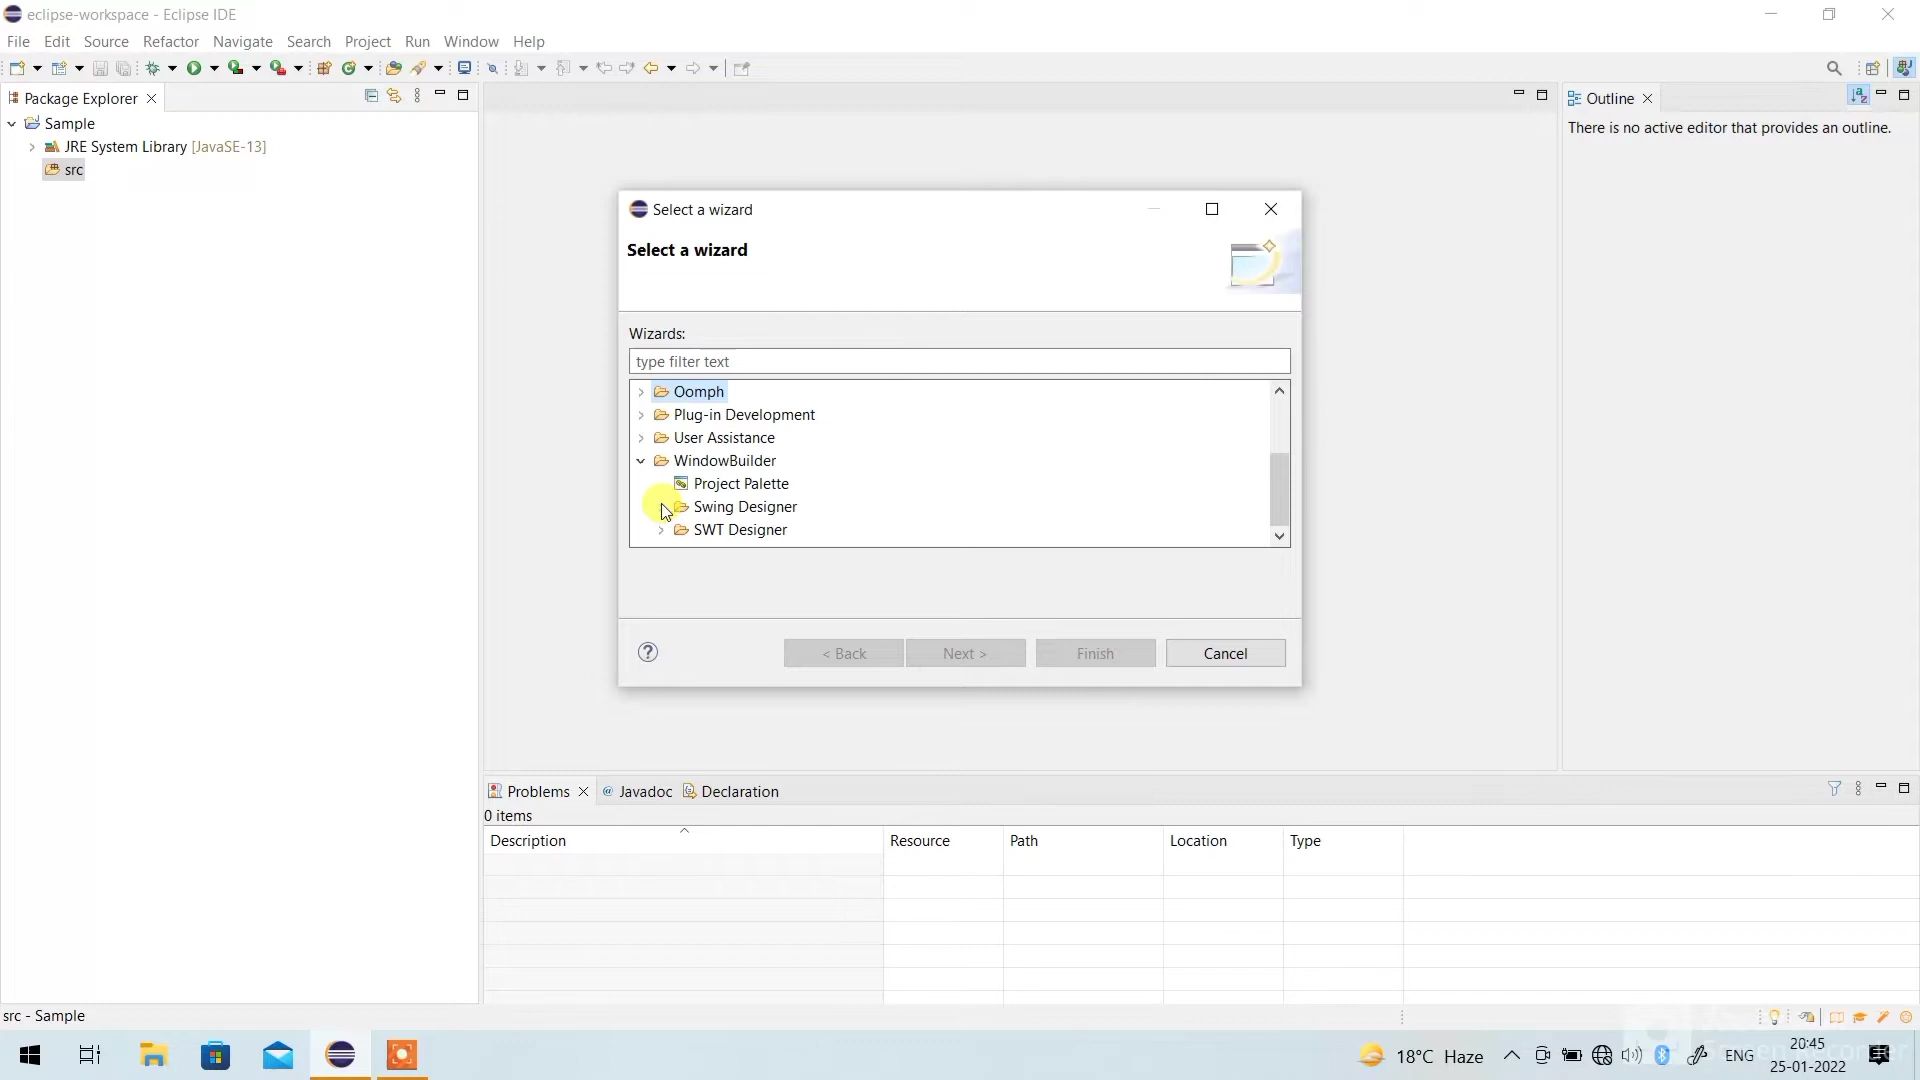 eclipse-workspace - Eclipse IDE
File Edit Source Refactor Navigate Search Project Run Window Help
Package Explorer
Outline
Sample
There is no active editor that provides an outline.
JRE System Library [JavaSE-13]
src
Select a wizard
Select a wizard
Wizards:
type filter text
Oomph
Plug-in Development
User Assistance
WindowBuilder
Project Palette
Swing Designer
SWT Designer
< Back Next > Finish Cancel
Problems Javadoc Declaration
0 items
Description Resource Path Location Type
src - Sample
18°C Haze ENG 20:45
25-01-2022